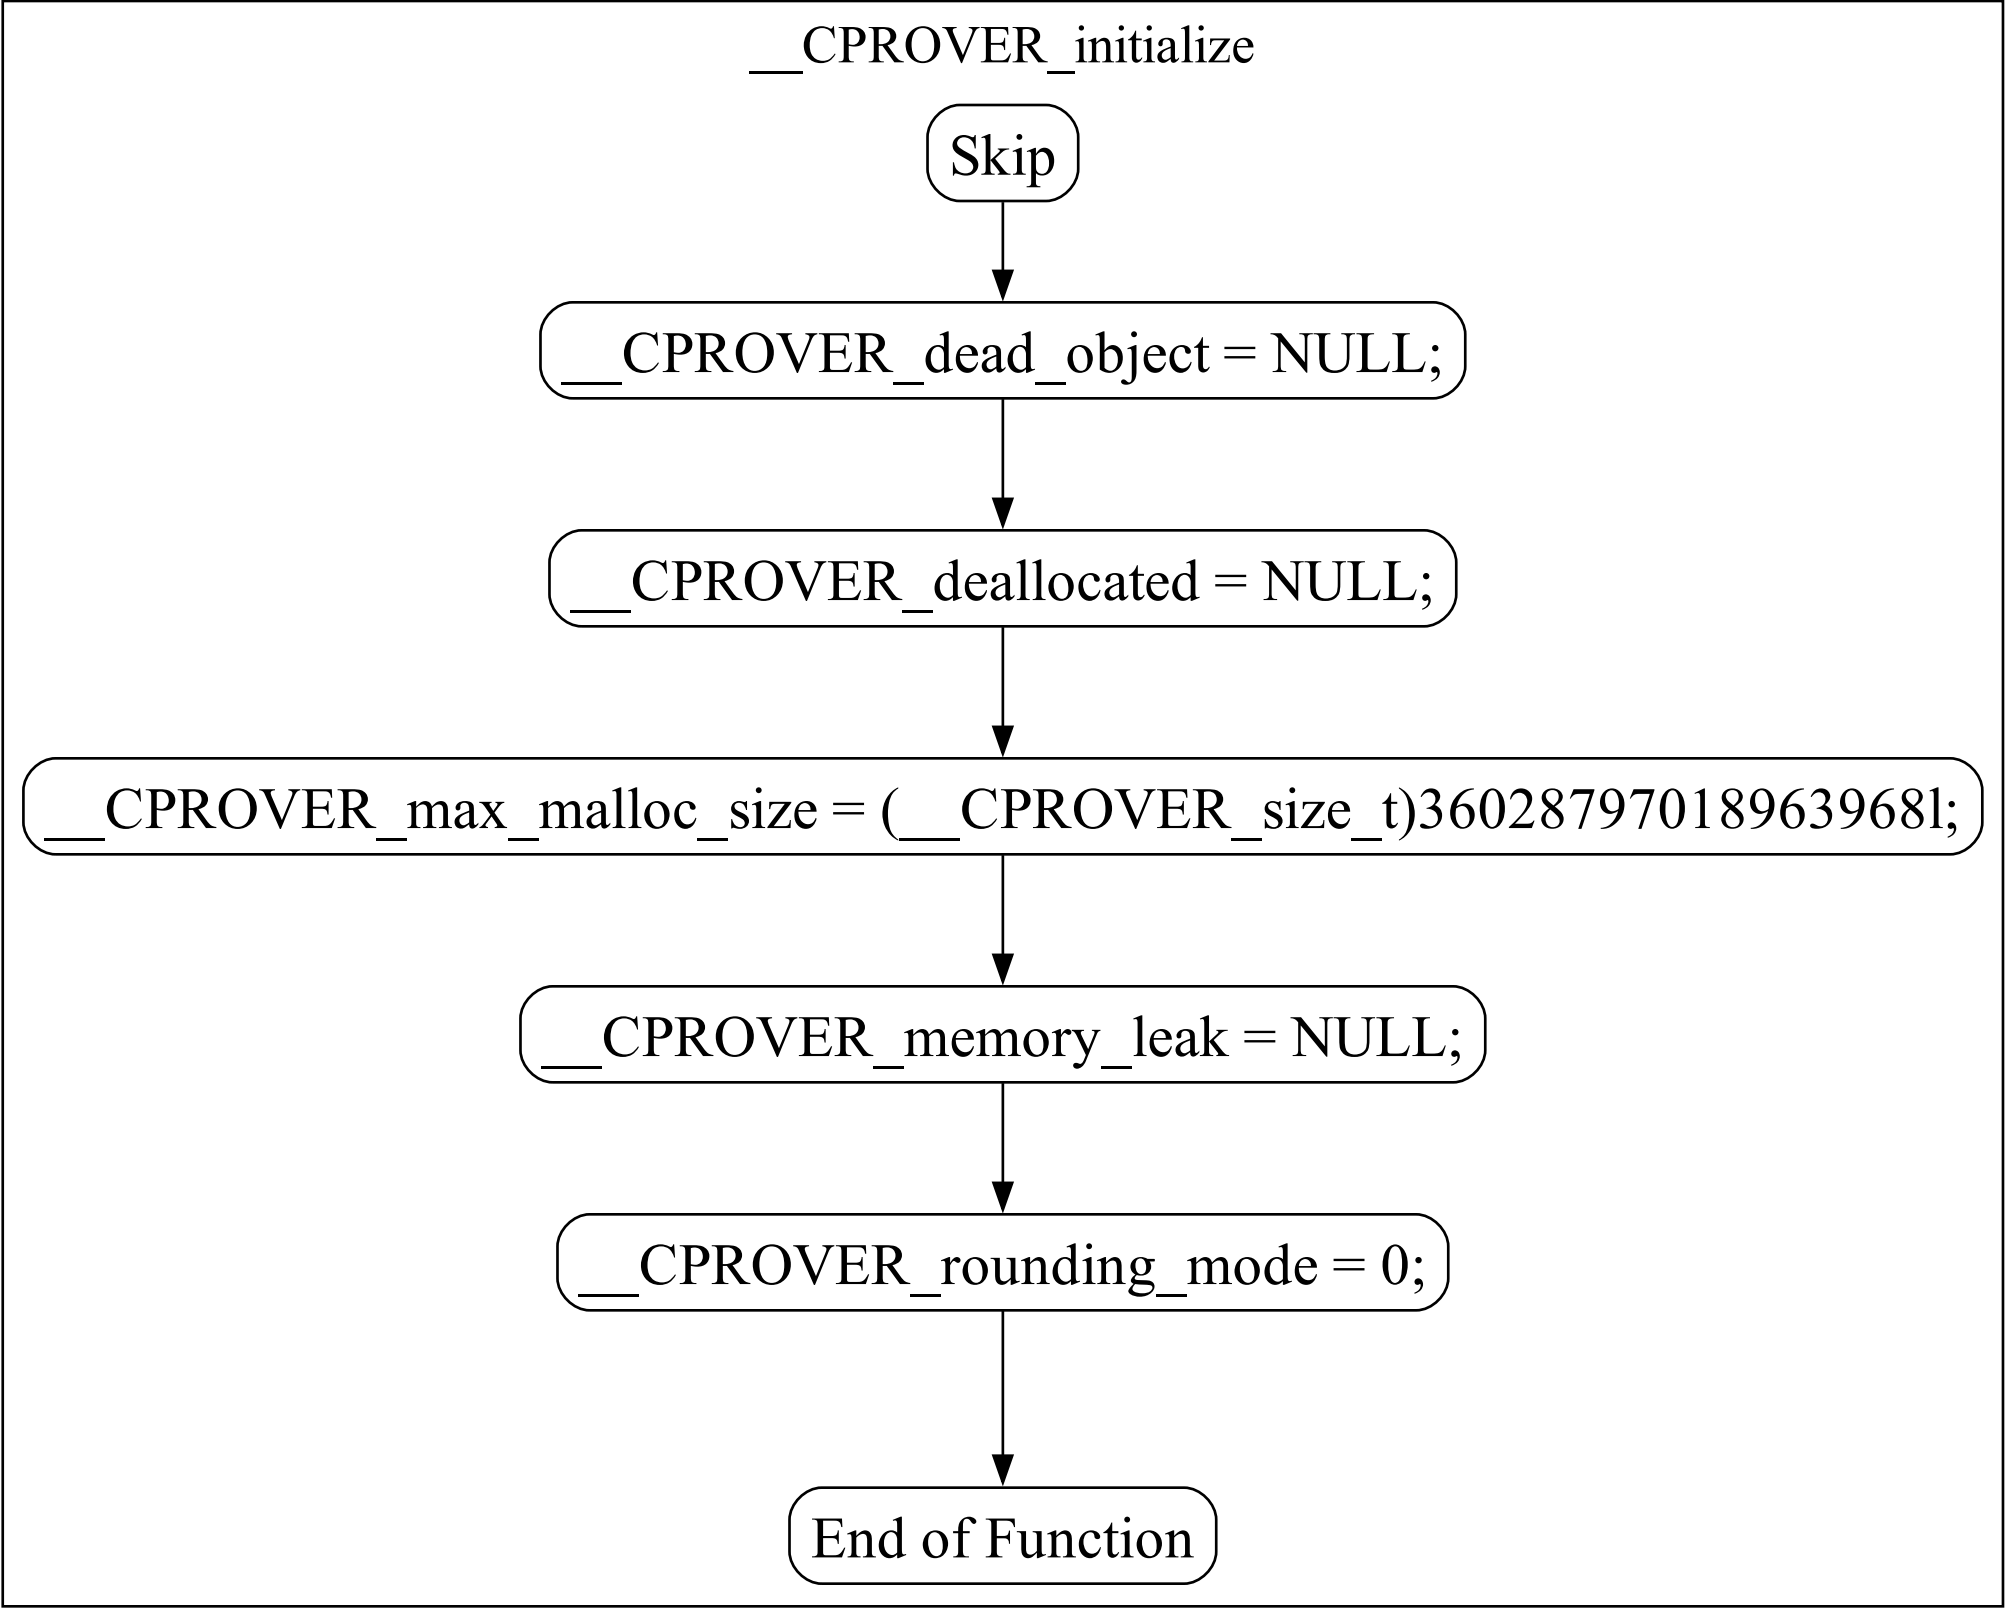 __CPROVER_initialize
Skip
__CPROVER_dead_object = NULL;
__CPROVER_deallocated = NULL;
__CPROVER_max_malloc_size = (__CPROVER_size_t)36028797018963968l;
__CPROVER_memory_leak = NULL;
__CPROVER_rounding_mode = 0;
End of Function